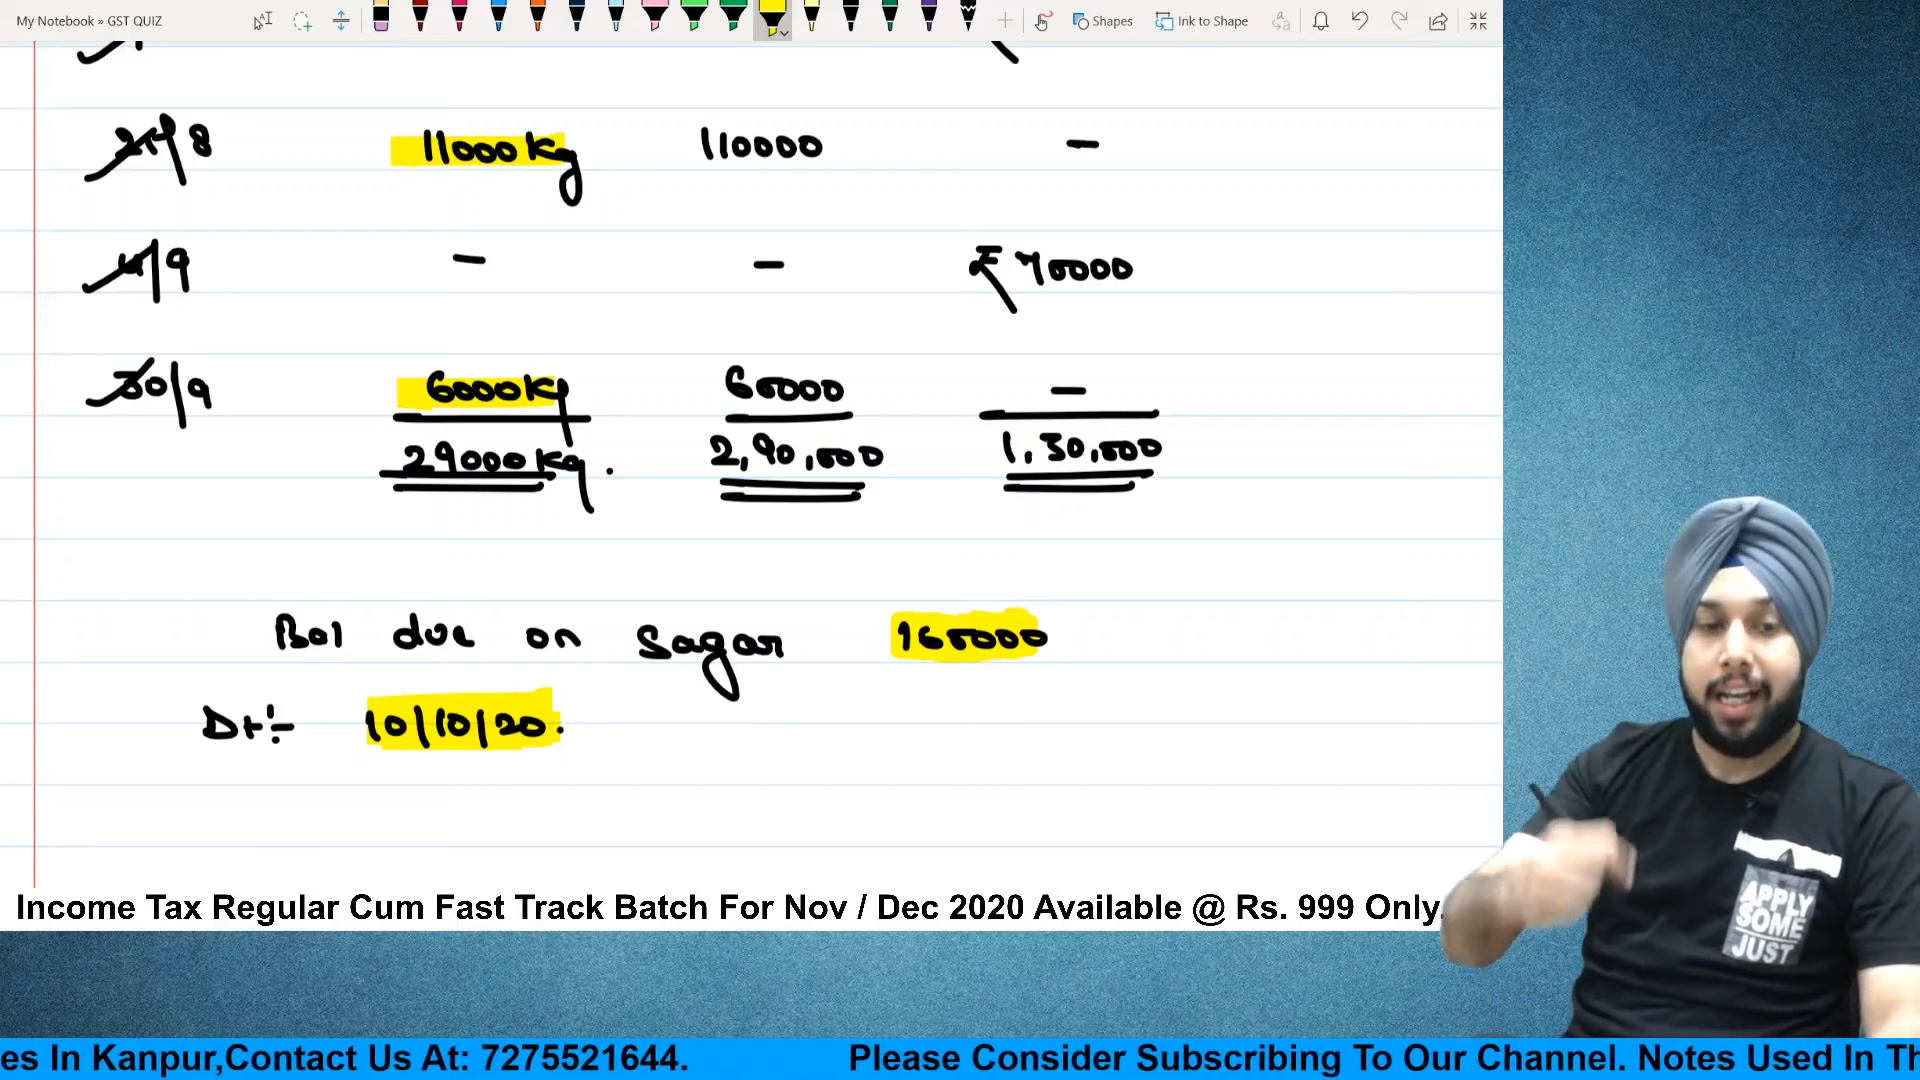 My Notebook » GST QUIZ
Shapes
Ink to Shape
8 11000 Kg 110000 -
/9 - - ₹ 70000
30/9 6000 Kg 60000 -
29000 Kg. 2,90,000 1,30,000
Bal due on Sagar 160000
Dt:- 10/10/20.
Income Tax Regular Cum Fast Track Batch For Nov / Dec 2020 Available @ Rs. 999 Only.
APPLY
SOME
JUST
es In Kanpur,Contact Us At: 7275521644. Please Consider Subscribing To Our Channel. Notes Used In Th